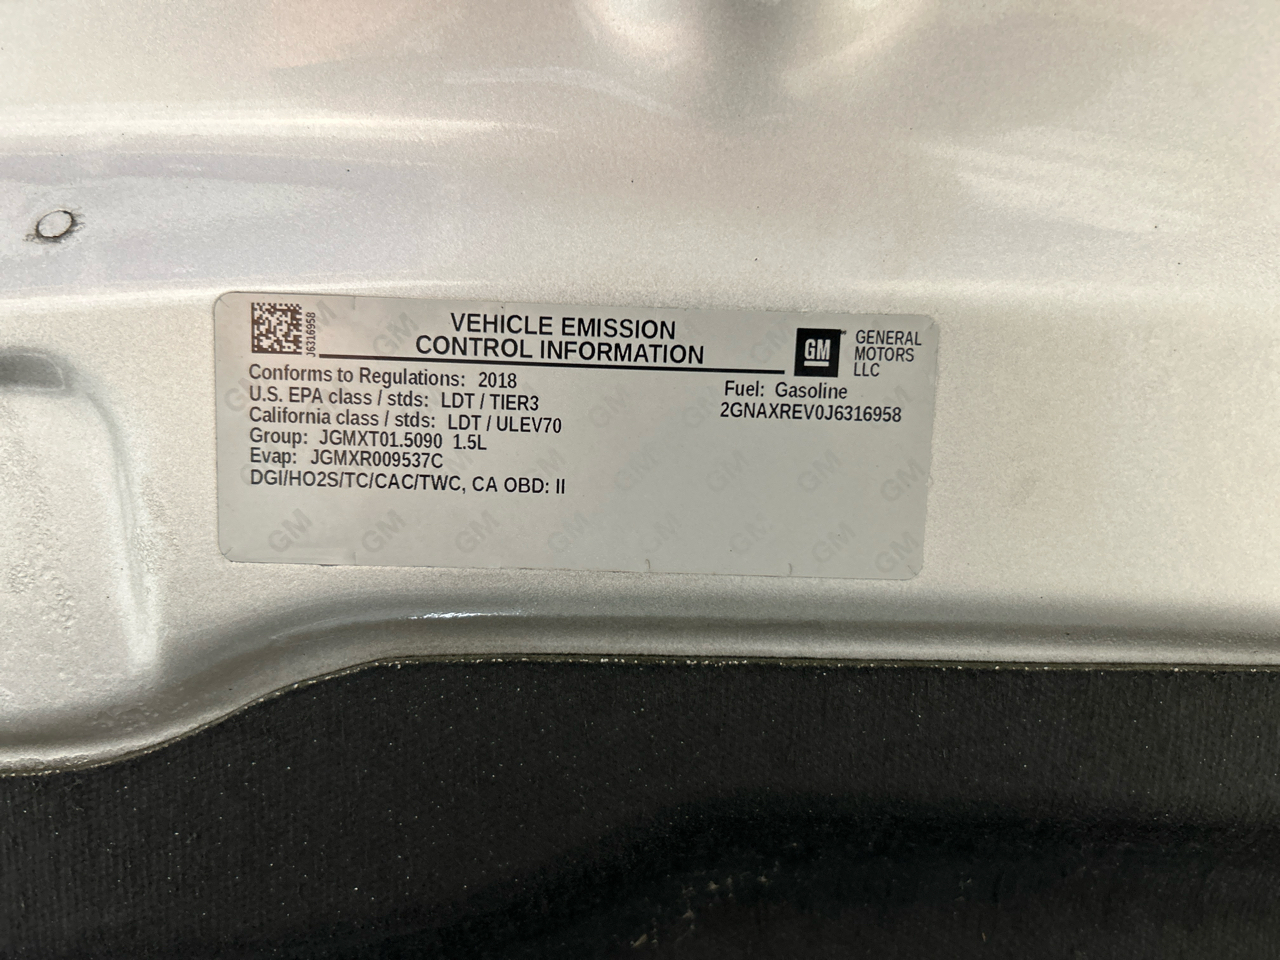 J6316958
VEHICLE EMISSION
CONTROL INFORMATION
GM
GENERAL
MOTORS
LLC
Conforms to Regulations: 2018
U.S. EPA class / stds: LDT / TIER3
California class / stds: LDT / ULEV70
Group: JGMXT01.5090 1.5L
Evap: JGMXR009537C
DGI/HO2S/TC/CAC/TWC, CA OBD: II
Fuel: Gasoline
2GNAXREV0J6316958